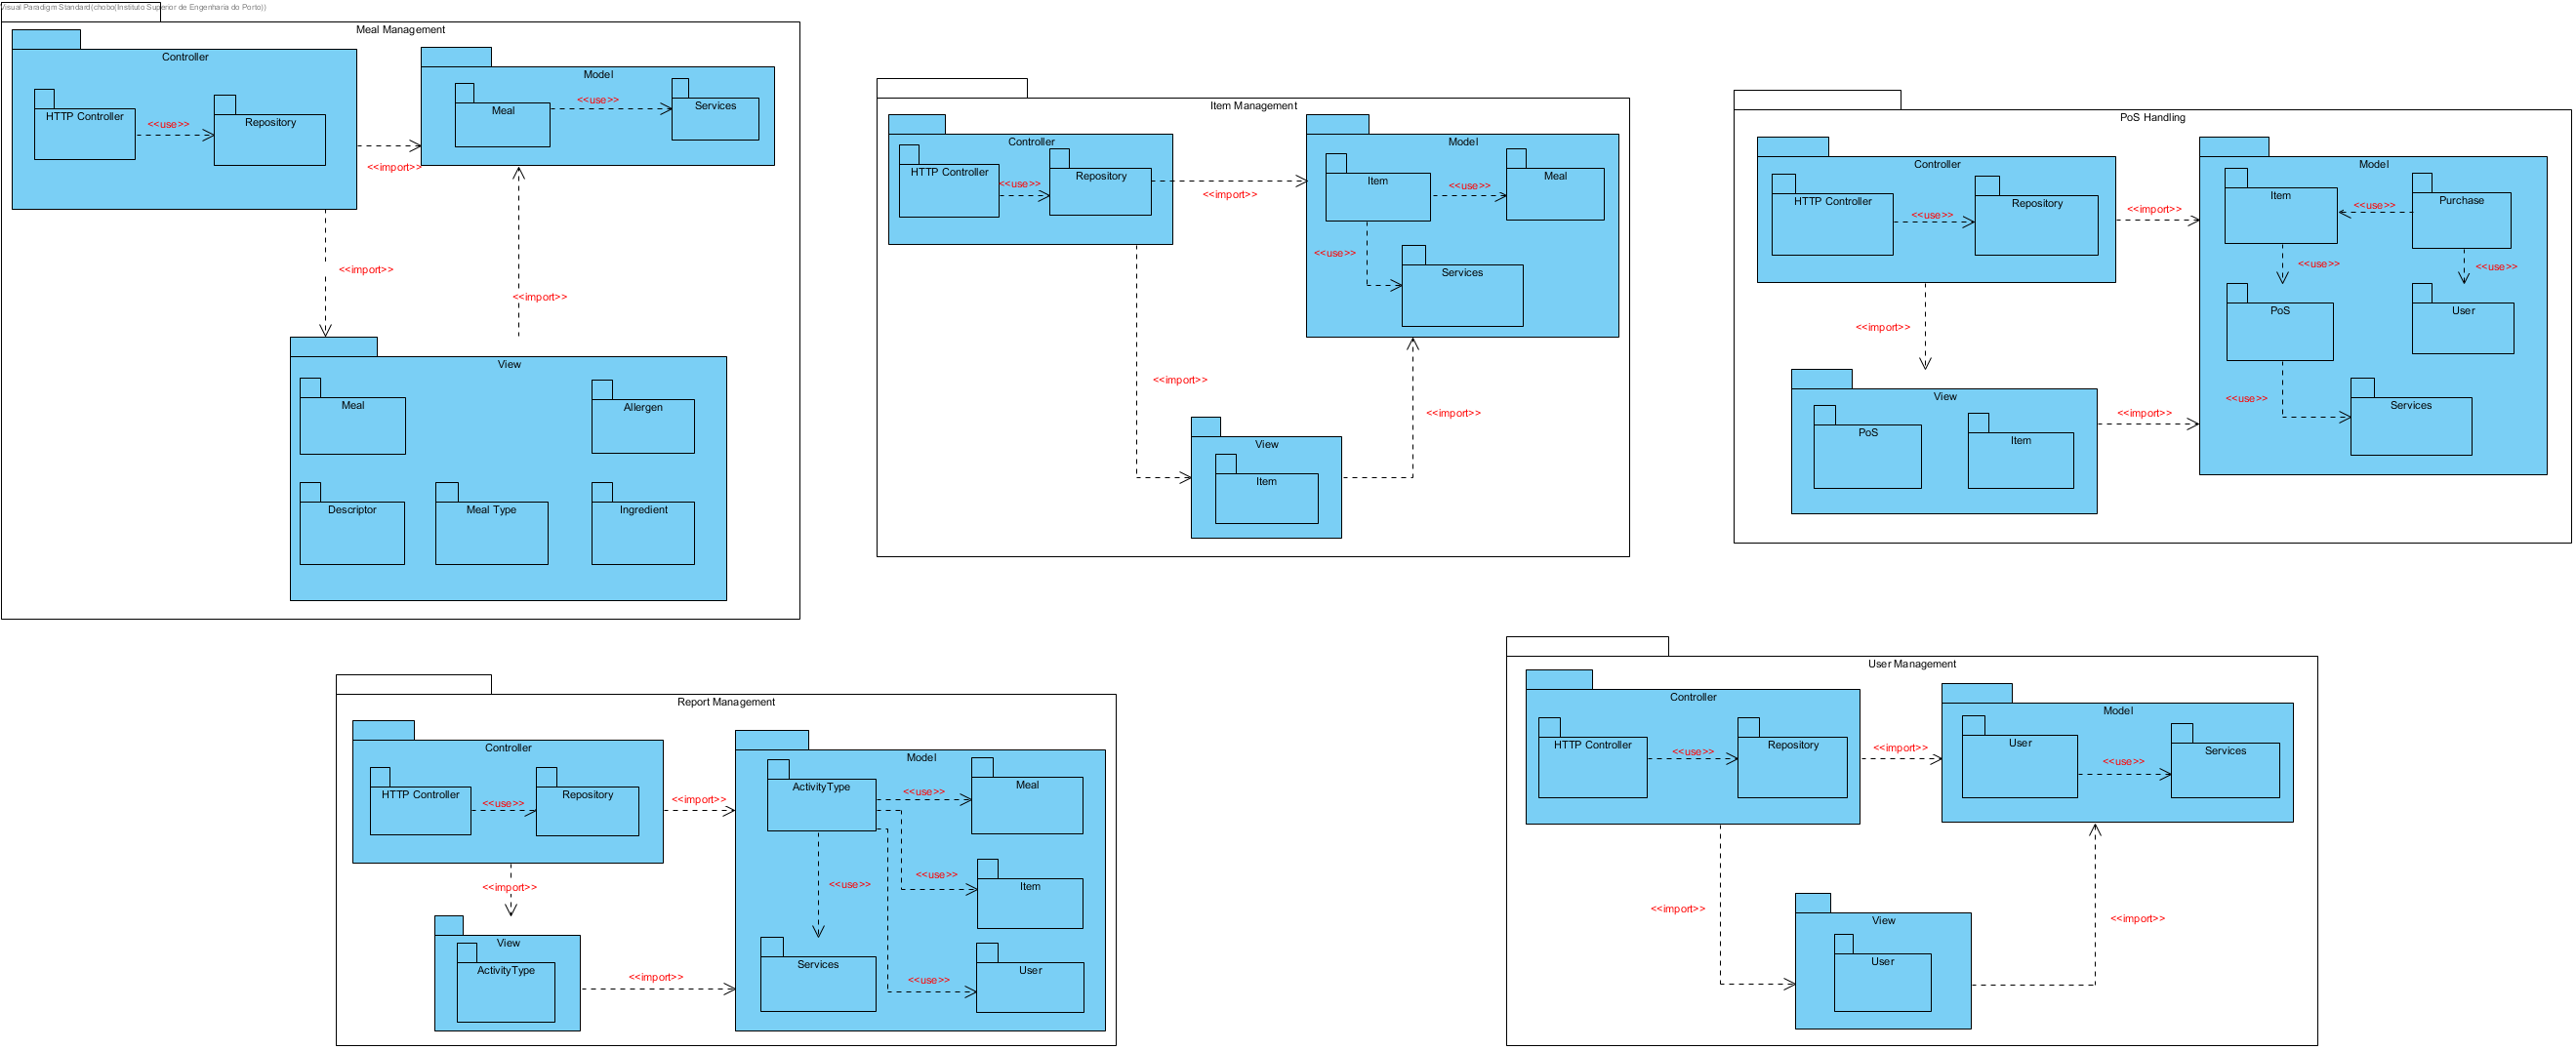 Visual Paradigm Standard(chobo(Instituto Superior de Engenharia do Porto))
Meal Management
Controller
HTTP Controller
<<use>>
Repository
<<import>>
Model
Meal
<<use>>
Services
<<import>>
<<import>>
View
Meal
Allergen
Descriptor
Meal Type
Ingredient
Item Management
Controller
HTTP Controller
<<use>>
Repository
<<import>>
Model
Item
<<use>>
Meal
<<use>>
Services
<<import>>
<<import>>
View
Item
PoS Handling
Controller
HTTP Controller
<<use>>
Repository
<<import>>
Model
Item
<<use>>
Purchase
<<use>>
<<use>>
PoS
User
<<use>>
Services
<<import>>
View
PoS
Item
<<import>>
Report Management
Controller
HTTP Controller
<<use>>
Repository
<<import>>
Model
ActivityType
<<use>>
Meal
<<use>>
<<use>>
Item
Services
<<use>>
User
<<import>>
View
ActivityType
<<import>>
User Management
Controller
HTTP Controller
<<use>>
Repository
<<import>>
Model
User
<<use>>
Services
<<import>>
<<import>>
View
User